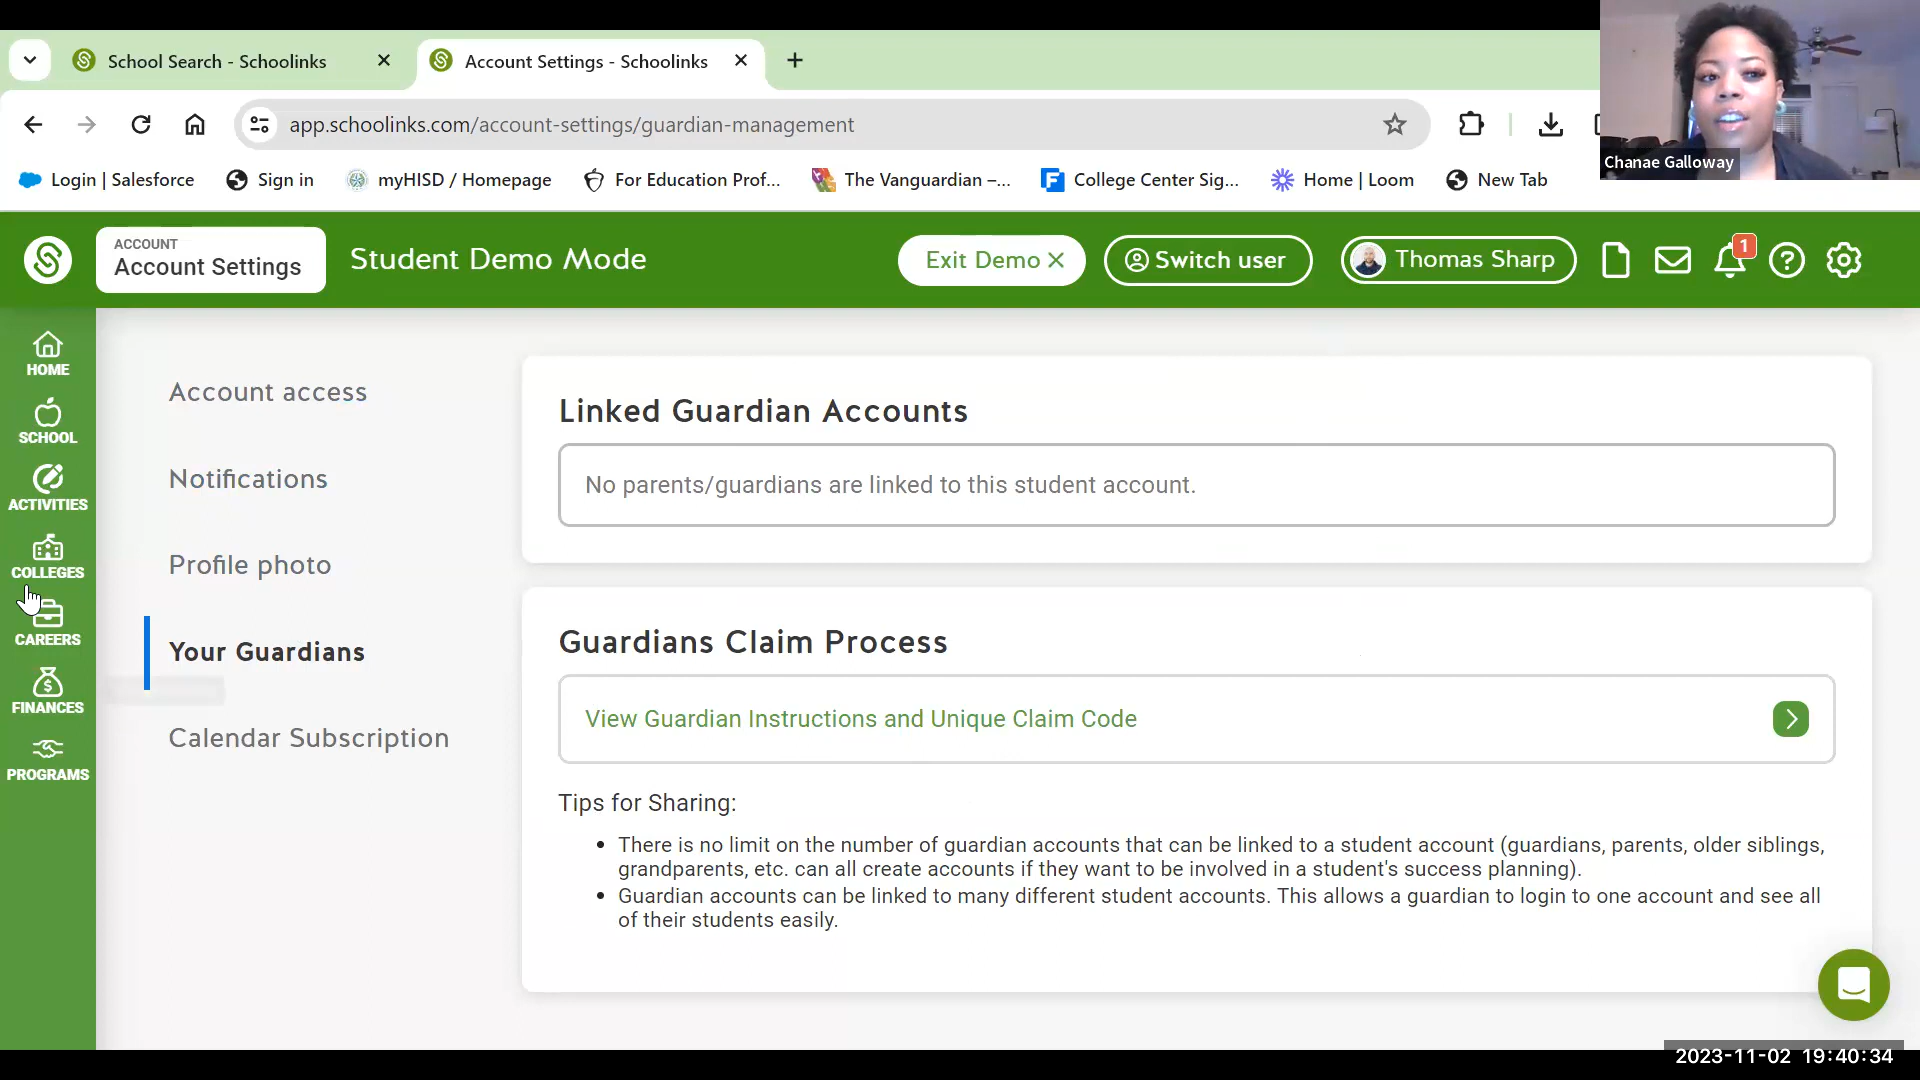 School Search - Schoolinks
Account Settings - Schoolinks
app.schoolinks.com/account-settings/guardian-management
Login | Salesforce
Sign in
myHISD / Homepage
For Education Prof...
The Vanguardian –...
College Center Sig...
Home | Loom
New Tab
Chanae Galloway
ACCOUNT
Account Settings
Student Demo Mode
Exit Demo
Switch user
Thomas Sharp
1
HOME
SCHOOL
ACTIVITIES
COLLEGES
CAREERS
FINANCES
PROGRAMS
Account access
Notifications
Profile photo
Your Guardians
Calendar Subscription
Linked Guardian Accounts
No parents/guardians are linked to this student account.
Guardians Claim Process
View Guardian Instructions and Unique Claim Code
Tips for Sharing:
There is no limit on the number of guardian accounts that can be linked to a student account (guardians, parents, older siblings,
grandparents, etc. can all create accounts if they want to be involved in a student's success planning).
Guardian accounts can be linked to many different student accounts. This allows a guardian to login to one account and see all
of their students easily.
2023-11-02 19:40:34